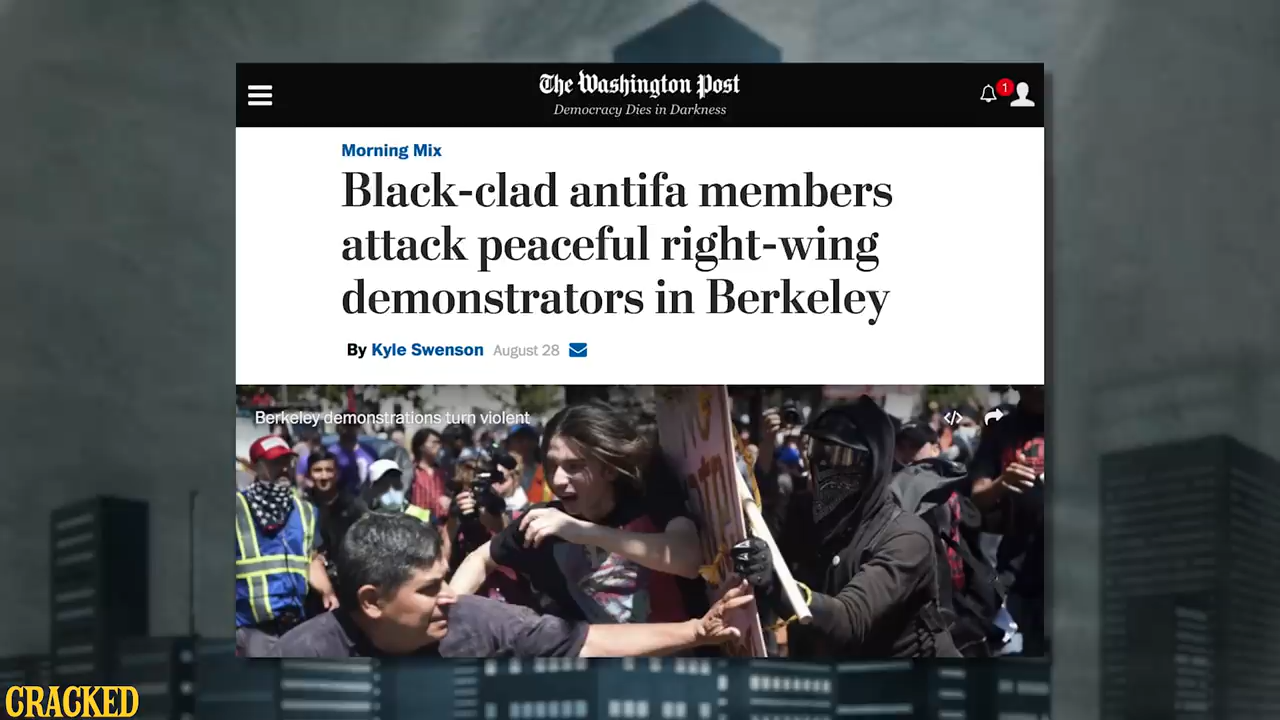 The Washington Post
Democracy Dies in Darkness
1
Morning Mix
Black-clad antifa members
attack peaceful right-wing
demonstrators in Berkeley
By Kyle Swenson August 28
Berkeley demonstrations turn violent
</>
CRACKED